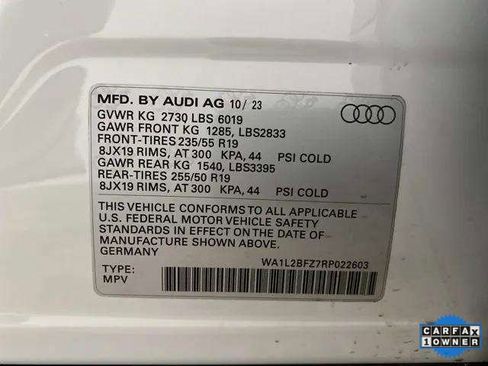 MFD. BY AUDI AG 10/ 23
GVWR KG 2730 LBS 6019
GAWR FRONT KG 1285, LBS2833
FRONT-TIRES 235/55 R19
8JX19 RIMS, AT 300 KPA, 44 PSI COLD
GAWR REAR KG 1540, LBS3395
REAR-TIRES 255/50 R19
8JX19 RIMS, AT 300 KPA, 44 PSI COLD
THIS VEHICLE CONFORMS TO ALL APPLICABLE
U.S. FEDERAL MOTOR VEHICLE SAFETY
STANDARDS IN EFFECT ON THE DATE OF
MANUFACTURE SHOWN ABOVE.
GERMANY
WA1L2BFZ7RP022603
TYPE:
MPV
CARFAX
1 OWNER